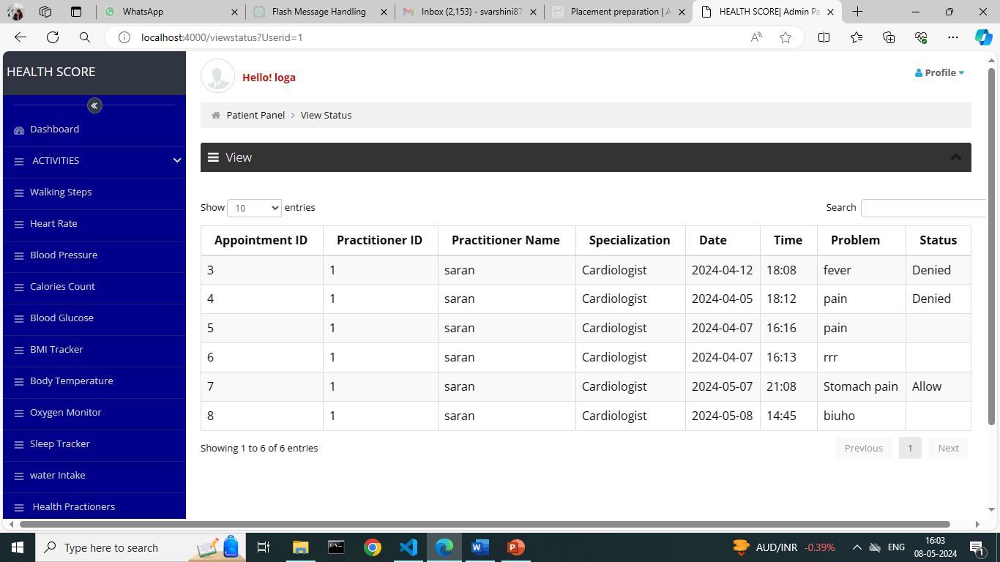 WhatsApp
Flash Message Handling
Inbox (2,153) - svarshini87
Placement preparation | A
HEALTH SCORE| Admin Pa
localhost:4000/viewstatus?Userid=1
HEALTH SCORE
Dashboard
ACTIVITIES
Walking Steps
Heart Rate
Blood Pressure
Calories Count
Blood Glucose
BMI Tracker
Body Temperature
Oxygen Monitor
Sleep Tracker
water Intake
Health Practioners
Hello! loga
Profile
Patient Panel > View Status
View
Show 10 entries
Search
Appointment ID Practitioner ID Practitioner Name Specialization Date Time Problem Status
3 1 saran Cardiologist 2024-04-12 18:08 fever Denied
4 1 saran Cardiologist 2024-04-05 18:12 pain Denied
5 1 saran Cardiologist 2024-04-07 16:16 pain
6 1 saran Cardiologist 2024-04-07 16:13 rrr
7 1 saran Cardiologist 2024-05-07 21:08 Stomach pain Allow
8 1 saran Cardiologist 2024-05-08 14:45 biuho
Showing 1 to 6 of 6 entries
Previous 1 Next
Type here to search
AUD/INR -0.39%
ENG
16:03
08-05-2024
1